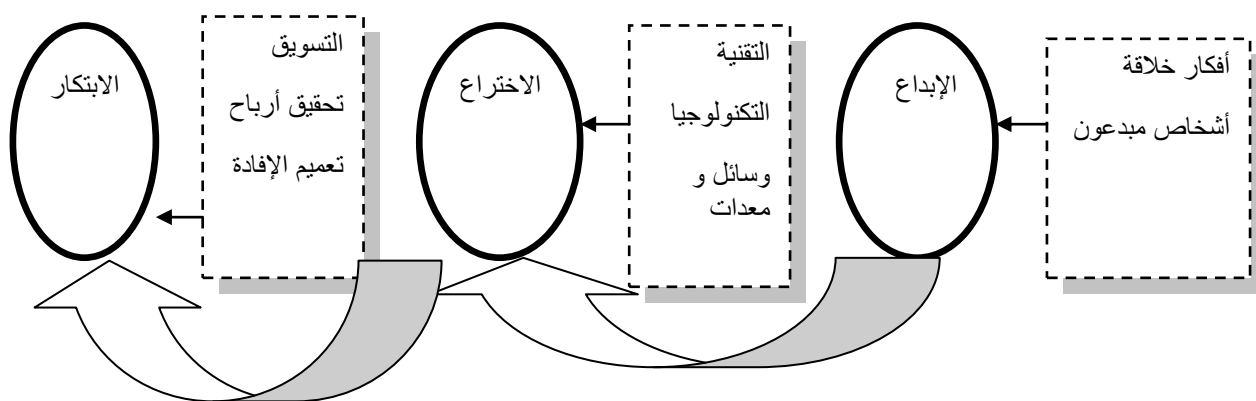 أفكار خلاقة
أشخاص مبدعون
الإبداع
التقنية
التكنولوجيا
وسائل و
معدات
الاختراع
التسويق
تحقيق أرباح
تعميم الإفادة
الابتكار